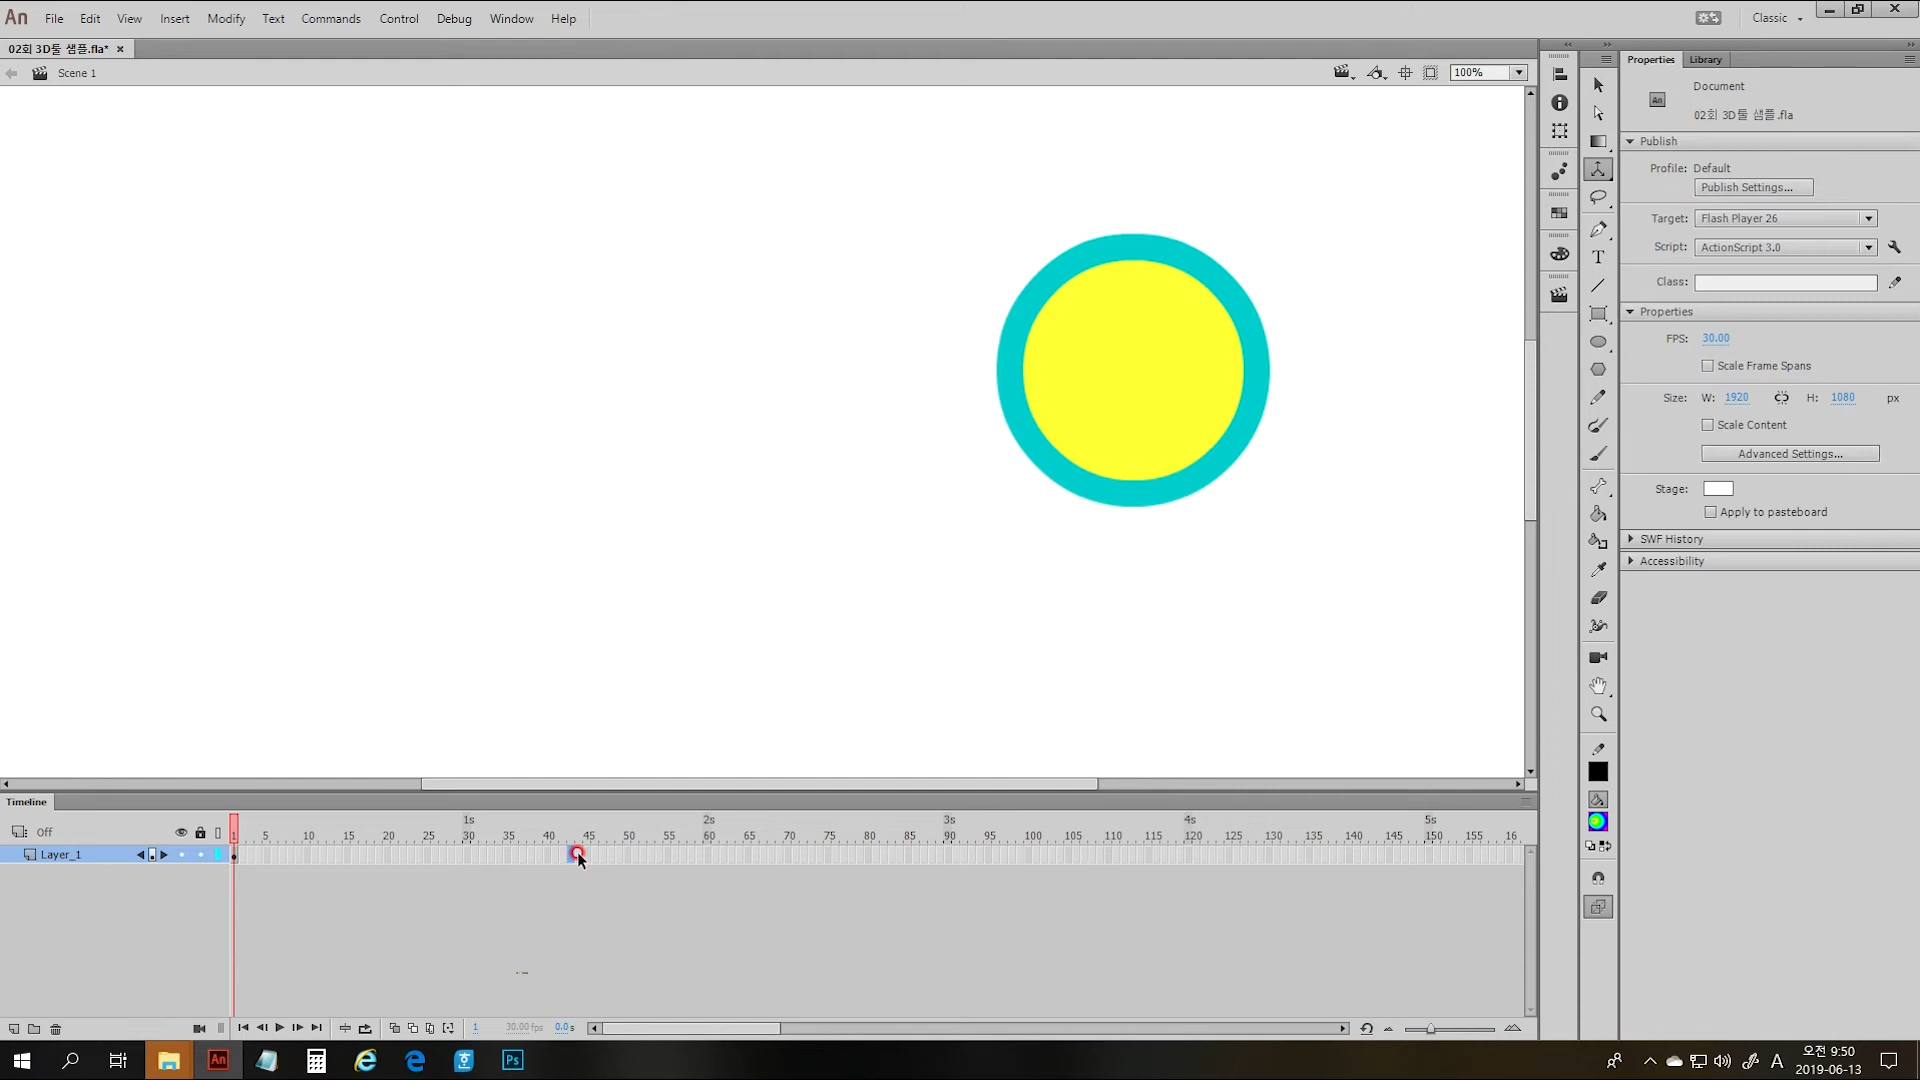 An File Edit View Insert Modify Text Commands Control Debug Window Help Classic
02회 3D툴 샘플.fla*
Scene 1
100%
Properties Library
Document
An
02회 3D툴 샘플.fla
Publish
Profile: Default
Publish Settings...
Target: Flash Player 26
Script: ActionScript 3.0
Class:
Properties
FPS: 30.00
Scale Frame Spans
Size: W: 1920 H: 1080 px
Scale Content
Advanced Settings...
Stage:
Apply to pasteboard
SWF History
Accessibility
T
Timeline
1s 2s 3s 4s 5s
Off
1 5 10 15 20 25 30 35 40 45 50 55 60 65 70 75 80 85 90 95 100 105 110 115 120 125 130 135 140 145 150 155 16
Layer_1
1 30.00 fps 0.0 s
An Ps A
오전 9:50
2019-06-13